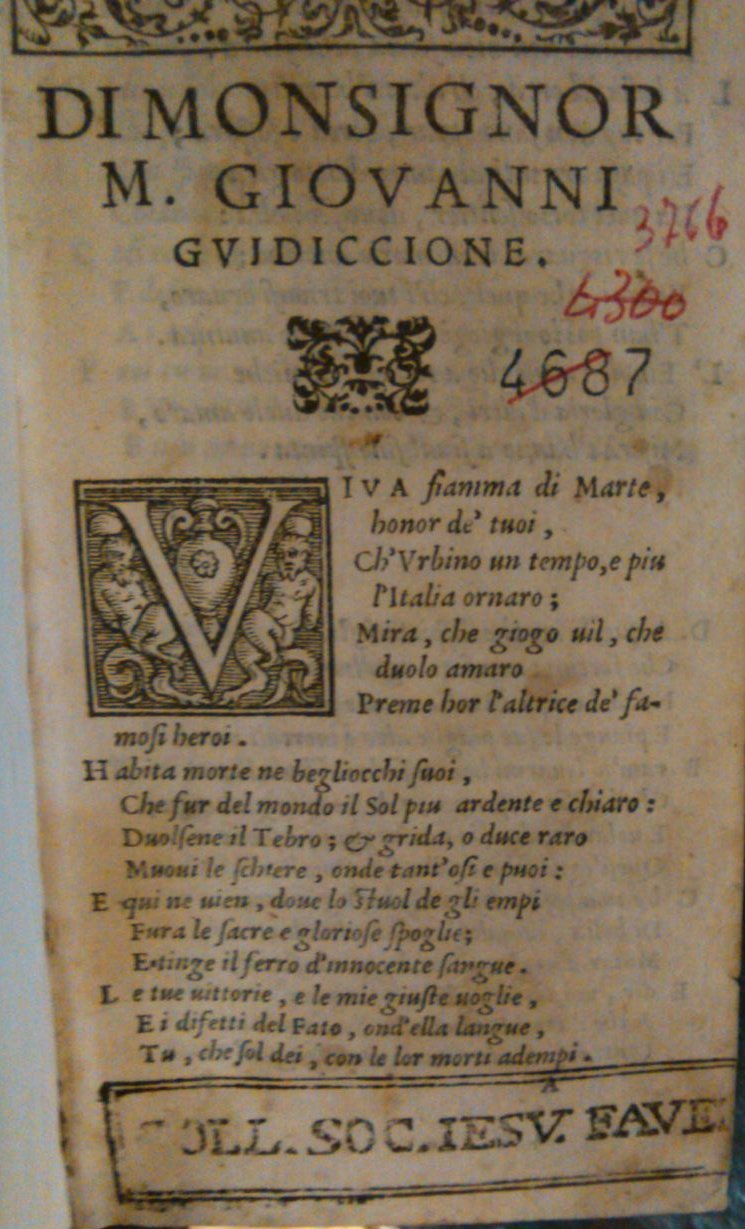 DI MONSIGNOR
M. GIOVANNI
GVIDICCIONE.
3766
6300
4687
VIVA fiamma di Marte,
honor de' tuoi,
Ch'Vrbino un tempo, e piu
l'Italia ornaro;
Mira, che giogo uil, che
duolo amaro
Preme hor l'altrice de' fa-
mosi heroi.
Habita morte ne begliocchi suoi,
Che fur del mondo il Sol piu ardente e chiaro:
Duolsene il Tebro; & grida, o duce raro
Muoui le schiere, onde tant'osi e puoi:
E qui ne uien, doue lo stuol de gli empi
Fura le sacre e gloriose spoglie;
E tinge il ferro d'innocente sangue.
Le tue uittorie, e le mie giuste uoglie,
E i difetti del Fato, ond'ella langue,
Tu, che sol dei, con le lor morti adempi.
A
COLL. SOC. IESV. FAVE